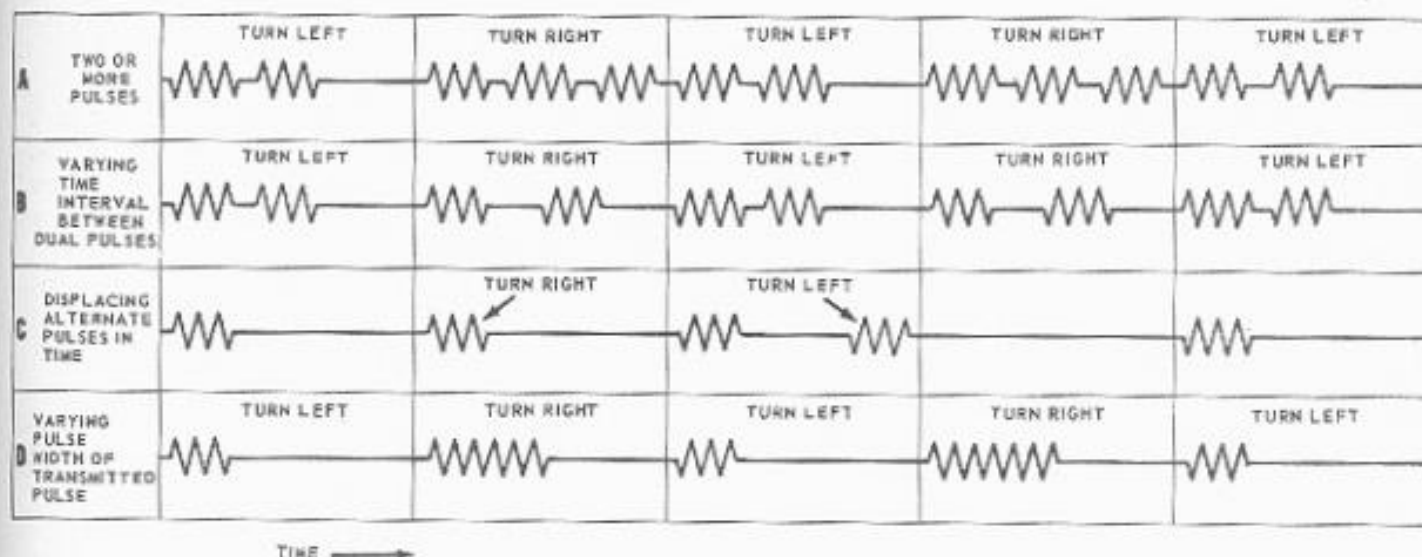 A
TWO OR
MORE
PULSES
TURN LEFT
TURN RIGHT
TURN LEFT
TURN RIGHT
TURN LEFT
B
VARYING
TIME
INTERVAL
BETWEEN
DUAL PULSES
TURN LEFT
TURN RIGHT
TURN LEFT
TURN RIGHT
TURN LEFT
C
DISPLACING
ALTERNATE
PULSES IN
TIME
TURN RIGHT
TURN LEFT
D
VARYING
PULSE
WIDTH OF
TRANSMITTED
PULSE
TURN LEFT
TURN RIGHT
TURN LEFT
TURN RIGHT
TURN LEFT
TIME